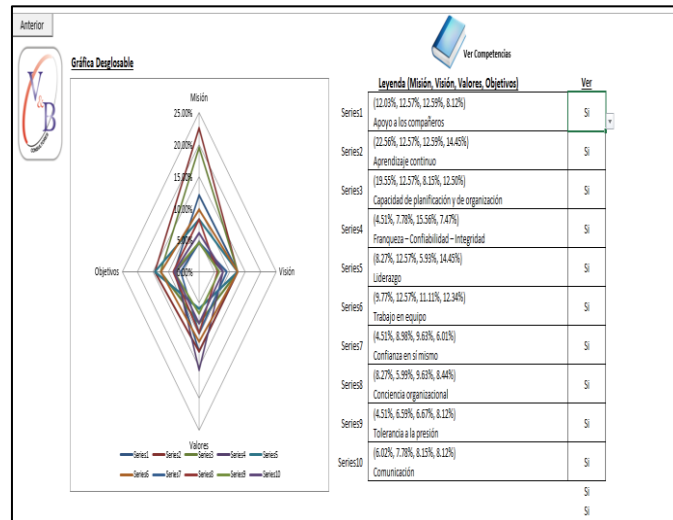 Anterior
Ver Competencias
V&B
CONSULTORES
Gráfica Desglosable
Misión
25.00%
20.00%
15.00%
10.00%
5.00%
0.00%
Objetivos
Visión
Valores
Series1 Series2 Series3 Series4 Series5
Series6 Series7 Series8 Series9 Series10
Leyenda (Misión, Visión, Valores, Objetivos) Ver
Series1 (12.03%, 12.57%, 12.59%, 8.12%) Si
Apoyo a los compañeros
Series2 (22.56%, 12.57%, 12.59%, 14.45%) Si
Aprendizaje continuo
Series3 (19.55%, 12.57%, 8.15%, 12.50%) Si
Capacidad de planificación y de organización
Series4 (4.51%, 7.78%, 15.56%, 7.47%) Si
Franqueza – Confiabilidad – Integridad
Series5 (8.27%, 12.57%, 5.93%, 14.45%) Si
Liderazgo
Series6 (9.77%, 12.57%, 11.11%, 12.34%) Si
Trabajo en equipo
Series7 (4.51%, 8.98%, 9.63%, 6.01%) Si
Confianza en sí mismo
Series8 (8.27%, 5.99%, 9.63%, 8.44%) Si
Conciencia organizacional
Series9 (4.51%, 6.59%, 6.67%, 8.12%) Si
Tolerancia a la presión
Series10 (6.02%, 7.78%, 8.15%, 8.12%) Si
Comunicación
Si
Si